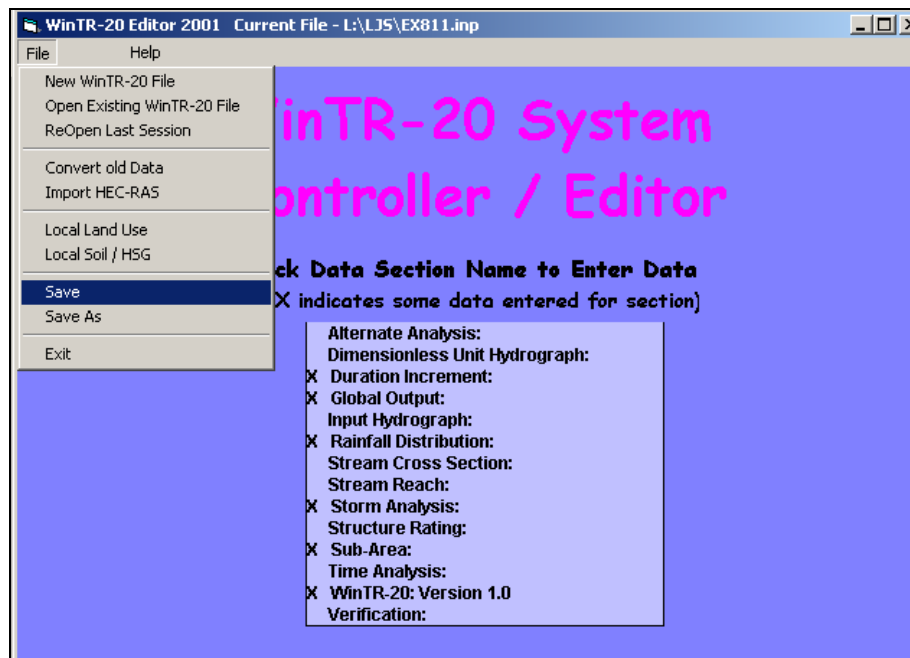 WinTR-20 Editor 2001 Current File - L:\LJS\EX811.inp
File Help
New WinTR-20 File
Open Existing WinTR-20 File
ReOpen Last Session
Convert old Data
Import HEC-RAS
Local Land Use
Local Soil / HSG
Save
Save As
Exit
inTR-20 System
ontroller / Editor
ck Data Section Name to Enter Data
X indicates some data entered for section)
Alternate Analysis:
Dimensionless Unit Hydrograph:
X Duration Increment:
X Global Output:
Input Hydrograph:
X Rainfall Distribution:
Stream Cross Section:
Stream Reach:
X Storm Analysis:
Structure Rating:
X Sub-Area:
Time Analysis:
X WinTR-20: Version 1.0
Verification: